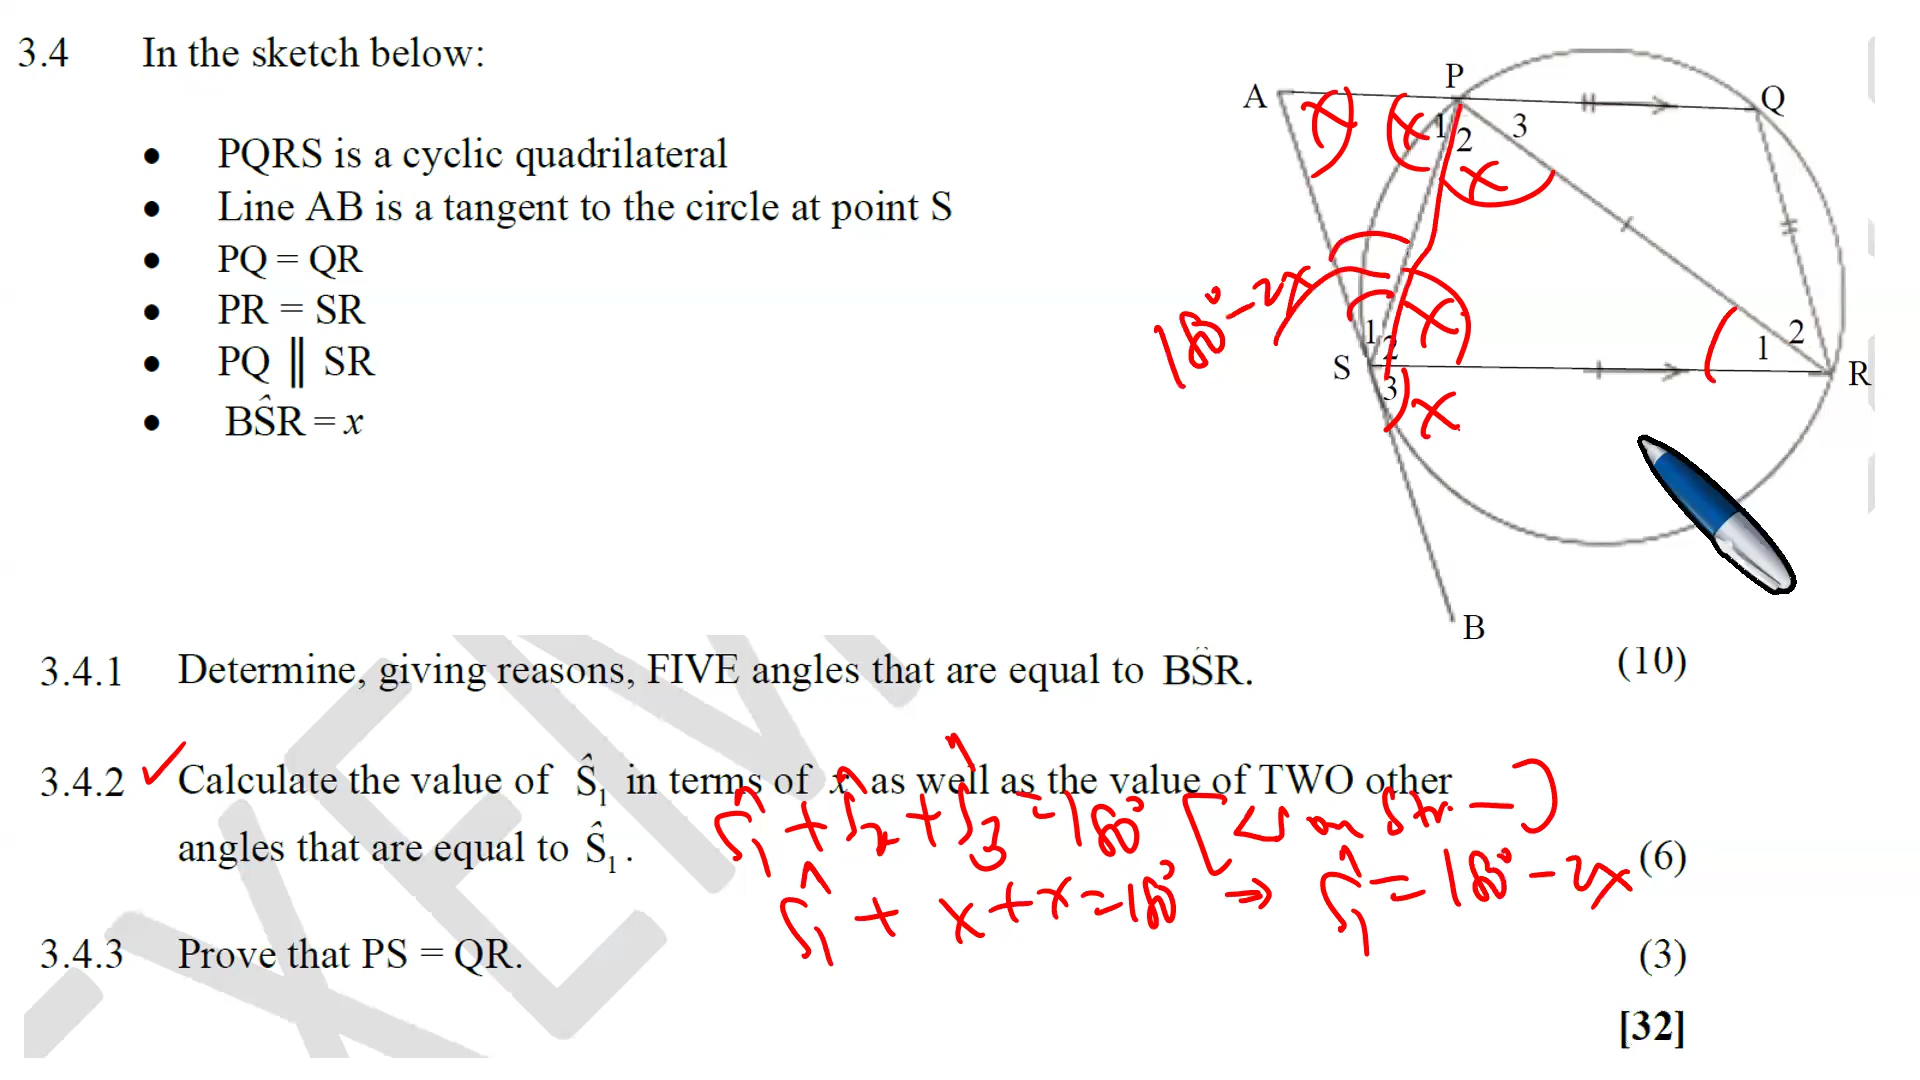 3.4 In the sketch below:
• PQRS is a cyclic quadrilateral
• Line AB is a tangent to the circle at point S
• PQ = QR
• PR = SR
• PQ ∥ SR
• BŜR = x
A
P
Q
x
x
1
2
3
x
180° - 2x
1
2
x
S
3
x
1
2
R
B
3.4.1 Determine, giving reasons, FIVE angles that are equal to BŜR. (10)
3.4.2 ✓ Calculate the value of Ŝ₁ in terms of x as well as the value of TWO other
angles that are equal to Ŝ₁. (6)
Ŝ₁ + Ŝ₂ + Ŝ₃ = 180° [∠s on str. —]
Ŝ₁ + x + x = 180° ⇒ Ŝ₁ = 180° - 2x
3.4.3 Prove that PS = QR. (3)
[32]